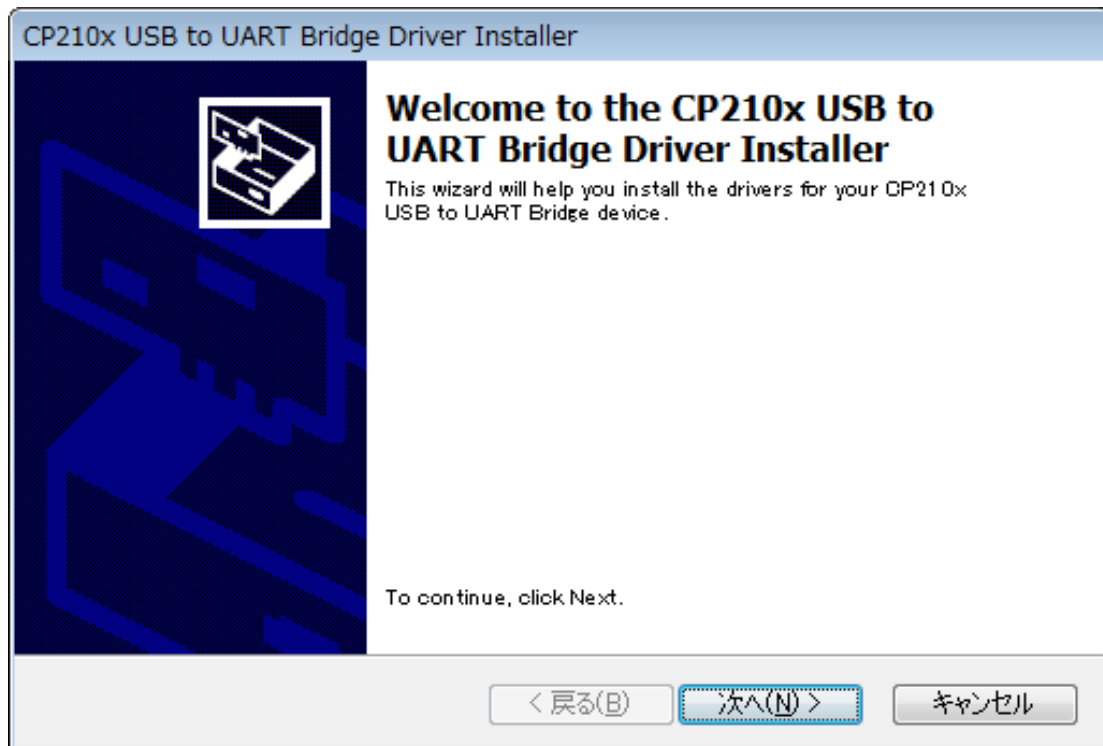 CP210x USB to UART Bridge Driver Installer
Welcome to the CP210x USB to
UART Bridge Driver Installer
This wizard will help you install the drivers for your CP210x
USB to UART Bridge device.
To continue, click Next.
< 戻る(B) 次へ(N) > キャンセル